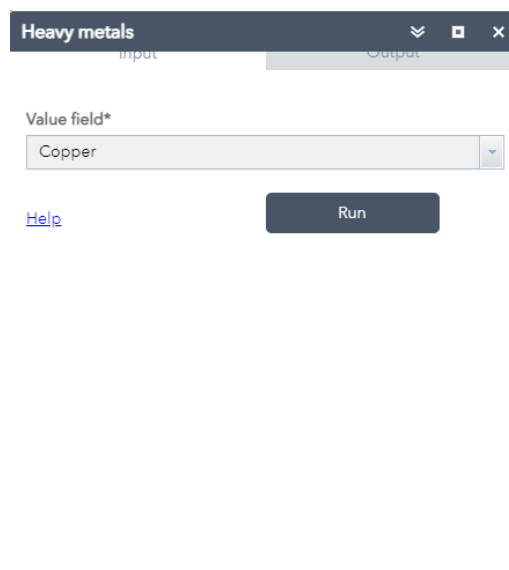 Heavy metals
Input
Output
Value field*
Copper
Help
Run